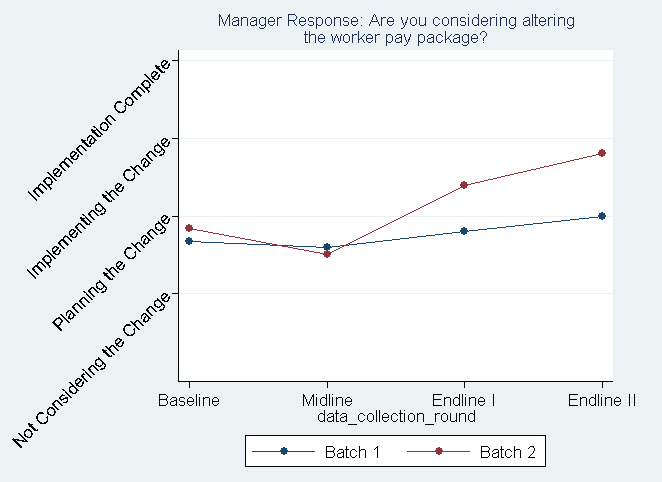 Manager Response: Are you considering altering
the worker pay package?
Implementation Complete
Implementing the Change
Planning the Change
Not Considering the Change
Baseline
Midline
Endline I
Endline II
data_collection_round
Batch 1
Batch 2